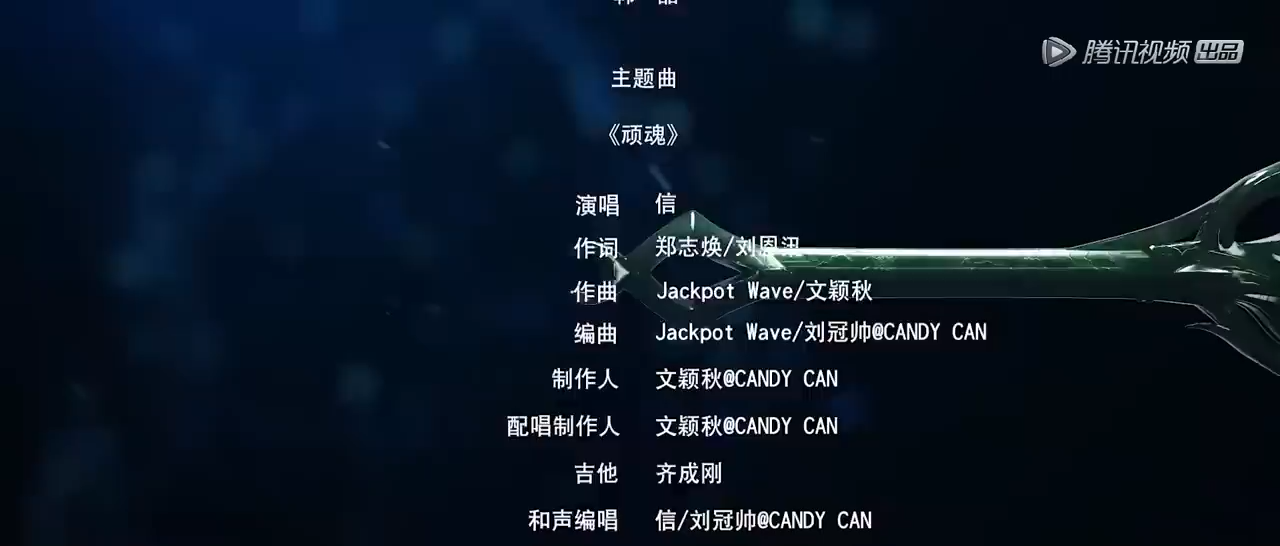 腾讯视频 出品
主题曲
《顽魂》
演唱 信
作词 郑志焕/刘恩汛
作曲 Jackpot Wave/文颖秋
编曲 Jackpot Wave/刘冠帅@CANDY CAN
制作人 文颖秋@CANDY CAN
配唱制作人 文颖秋@CANDY CAN
吉他 齐成刚
和声编唱 信/刘冠帅@CANDY CAN